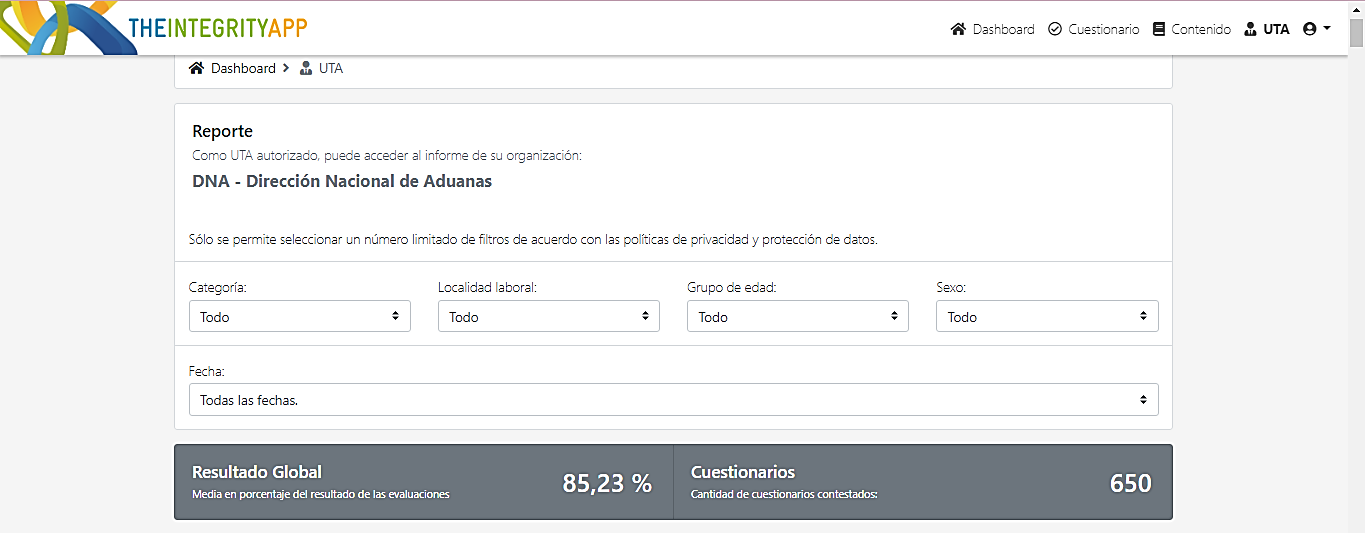 THEINTEGRITYAPP
Dashboard Cuestionario Contenido UTA
Dashboard UTA
Reporte
Como UTA autorizado, puede acceder al informe de su organización:
DNA - Dirección Nacional de Aduanas
Sólo se permite seleccionar un número limitado de filtros de acuerdo con las políticas de privacidad y protección de datos.
Categoría: Localidad laboral: Grupo de edad: Sexo:
Todo Todo Todo Todo
Fecha:
Todas las fechas.
Resultado Global
Media en porcentaje del resultado de las evaluaciones
85,23 %
Cuestionarios
Cantidad de cuestionarios contestados:
650